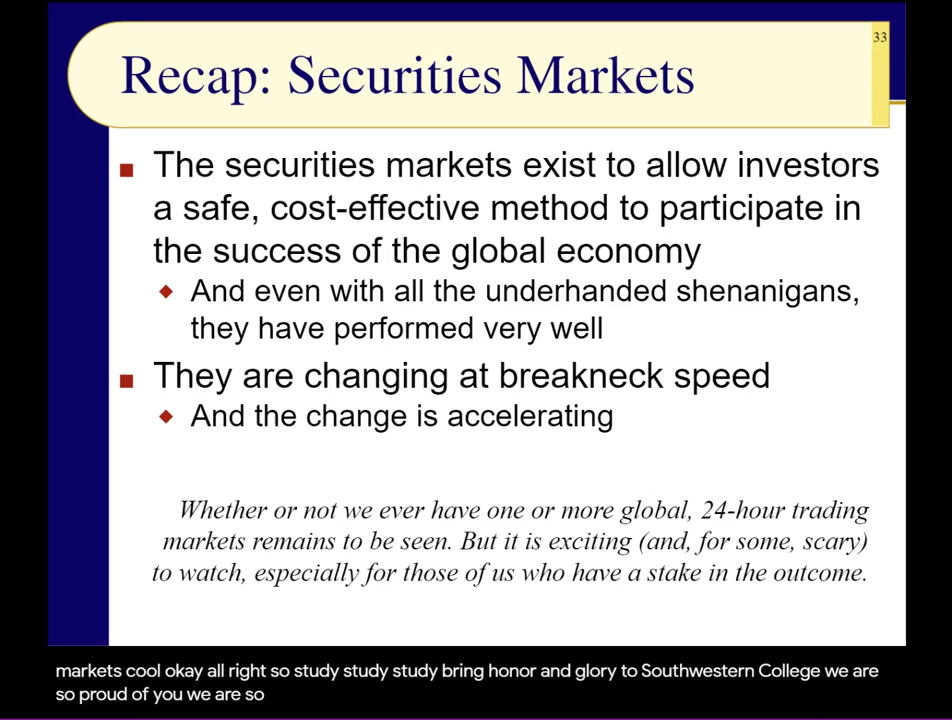 33
Recap: Securities Markets
The securities markets exist to allow investors
a safe, cost-effective method to participate in
the success of the global economy
And even with all the underhanded shenanigans,
they have performed very well
They are changing at breakneck speed
And the change is accelerating
Whether or not we ever have one or more global, 24-hour trading
markets remains to be seen. But it is exciting (and, for some, scary)
to watch, especially for those of us who have a stake in the outcome.
markets cool okay all right so study study study bring honor and glory to Southwestern College we are
so proud of you we are so